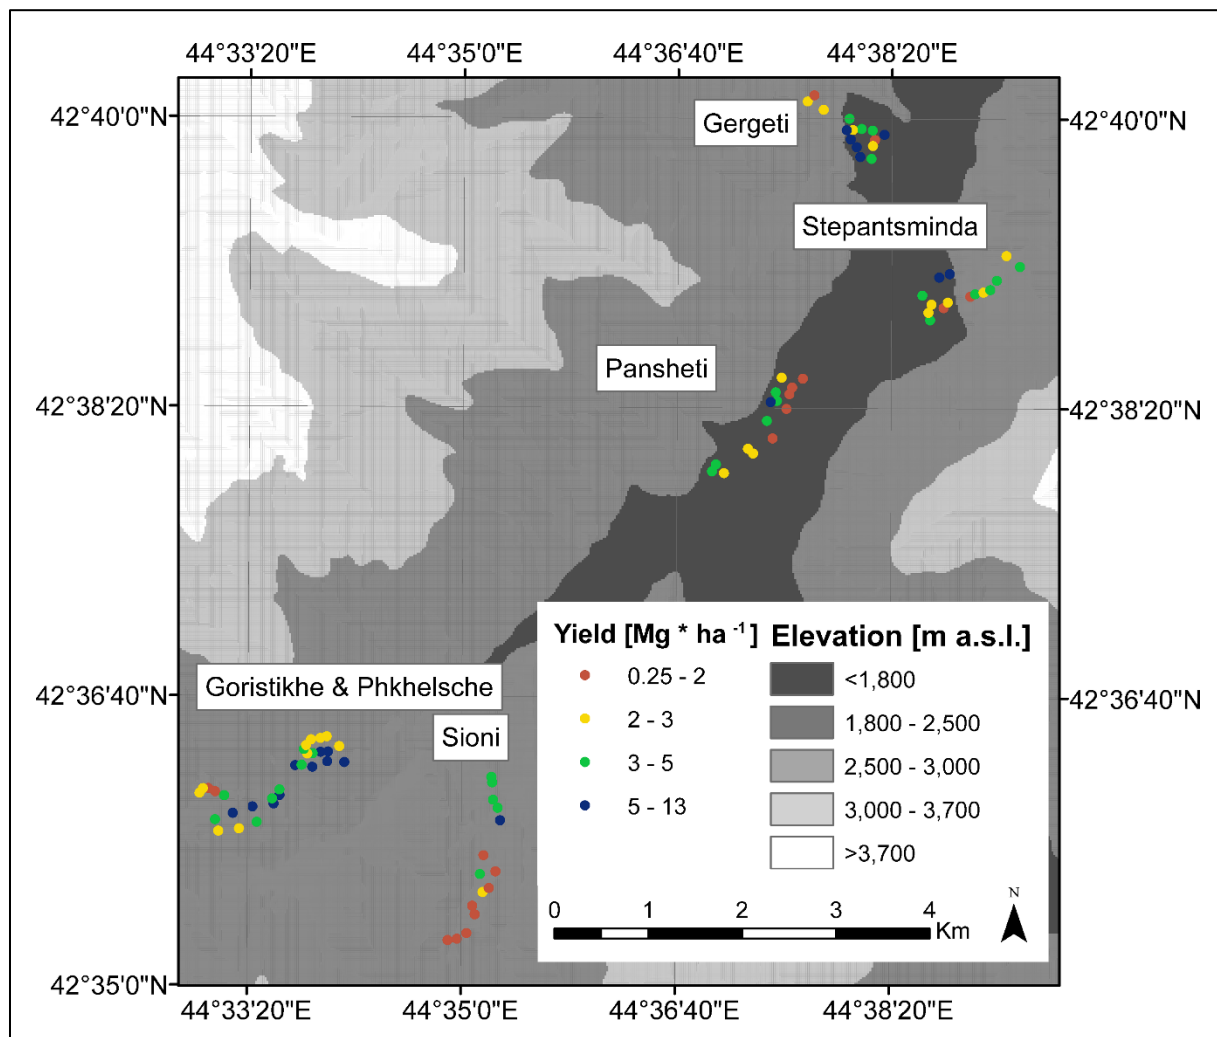 44°33'20"E 44°35'0"E 44°36'40"E 44°38'20"E
42°40'0"N
Gergeti
42°40'0"N
Stepantsminda
Pansheti
42°38'20"N
42°38'20"N
Yield [Mg * ha -1]
0.25 - 2
2 - 3
3 - 5
5 - 13
Elevation [m a.s.l.]
<1,800
1,800 - 2,500
2,500 - 3,000
3,000 - 3,700
>3,700
0 1 2 3 4
Km
N
42°36'40"N
Goristikhe & Phkhelsche
42°36'40"N
Sioni
42°35'0"N
42°35'0"N
44°33'20"E 44°35'0"E 44°36'40"E 44°38'20"E